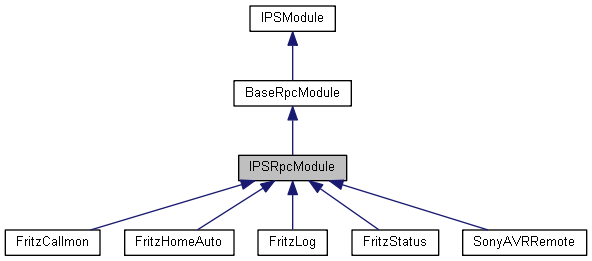 IPSModule
BaseRpcModule
IPSRpcModule
FritzCallmon
FritzHomeAuto
FritzLog
FritzStatus
SonyAVRRemote